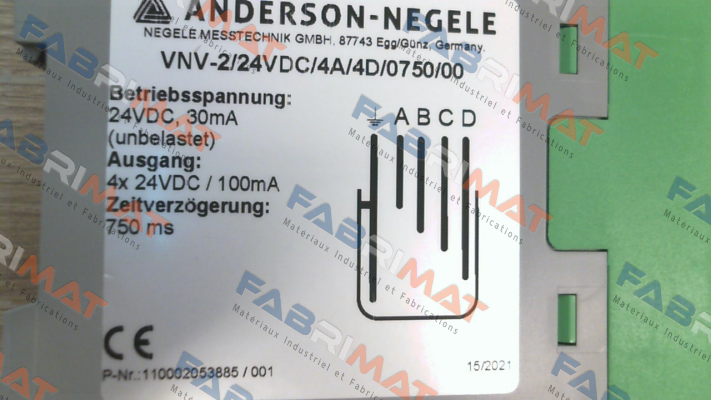 ANDERSON-NEGELE
NEGELE MESSTECHNIK GMBH, 87743 Egg/Günz, Germany.
VNV-2/24VDC/4A/4D/0750/00
Betriebsspannung:
24VDC, 30mA
(unbelastet)
Ausgang:
4x 24VDC / 100mA
Zeitverzögerung:
750 ms
A B C D
CE
P-Nr.:110002053885 / 001
15/2021
FABRIMAT
Matériaux Industriel et Fabrications